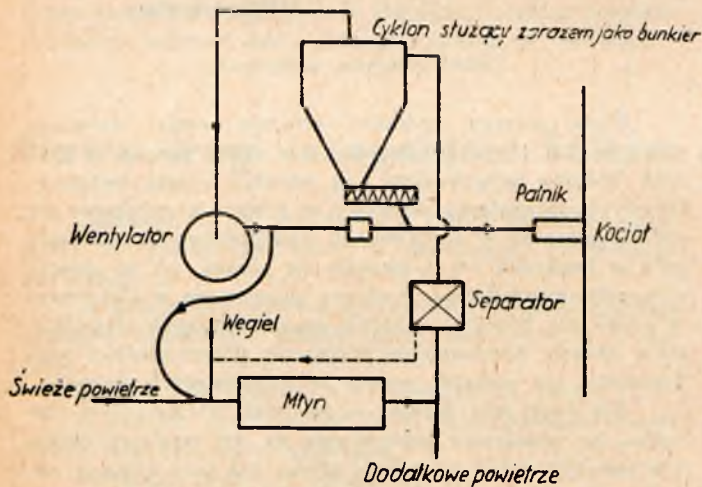 Cyklon służący zarazem jako bunkier
Palnik
Wentylator
Kocioł
Separator
Węgiel
Świeże powietrze
Młyn
Dodatkowe powietrze